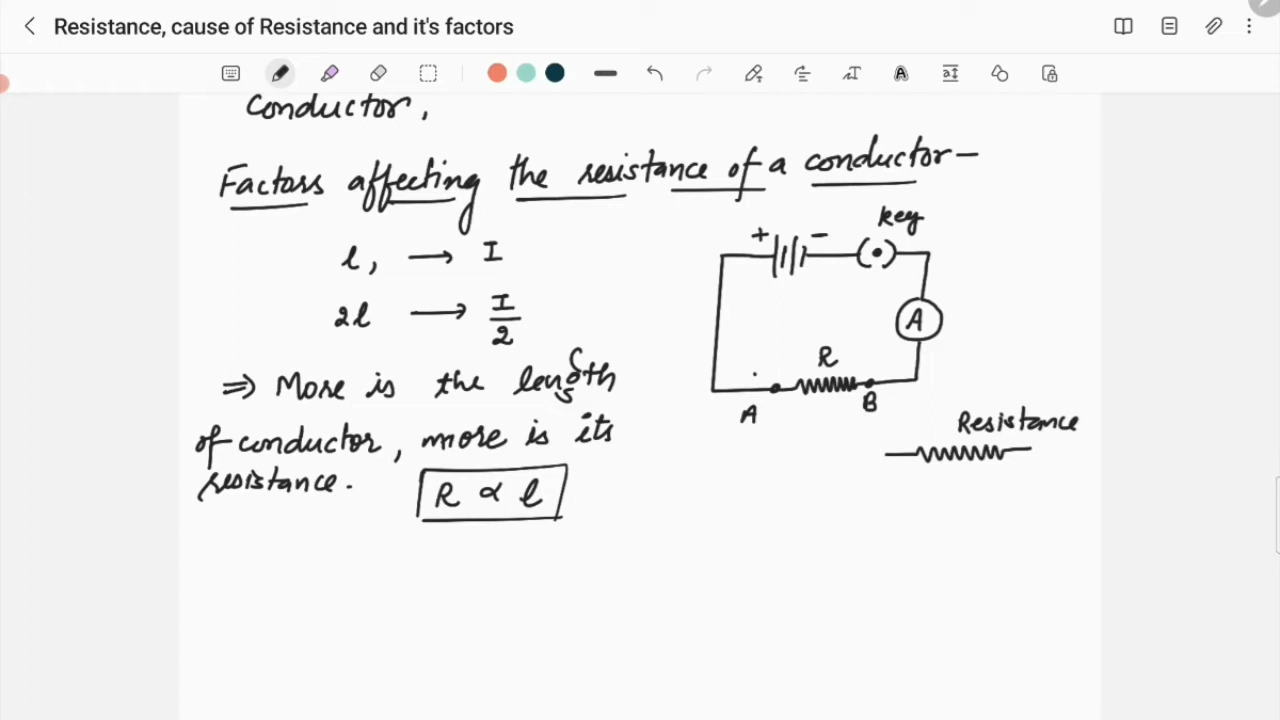 Resistance, cause of Resistance and it's factors
Conductor,
Factors affecting the resistance of a conductor-
l, → I
2l → I/2
⇒ More is the length
of conductor, more is its
resistance.
R ∝ l
+ -
key
A
R
A
B
Resistance